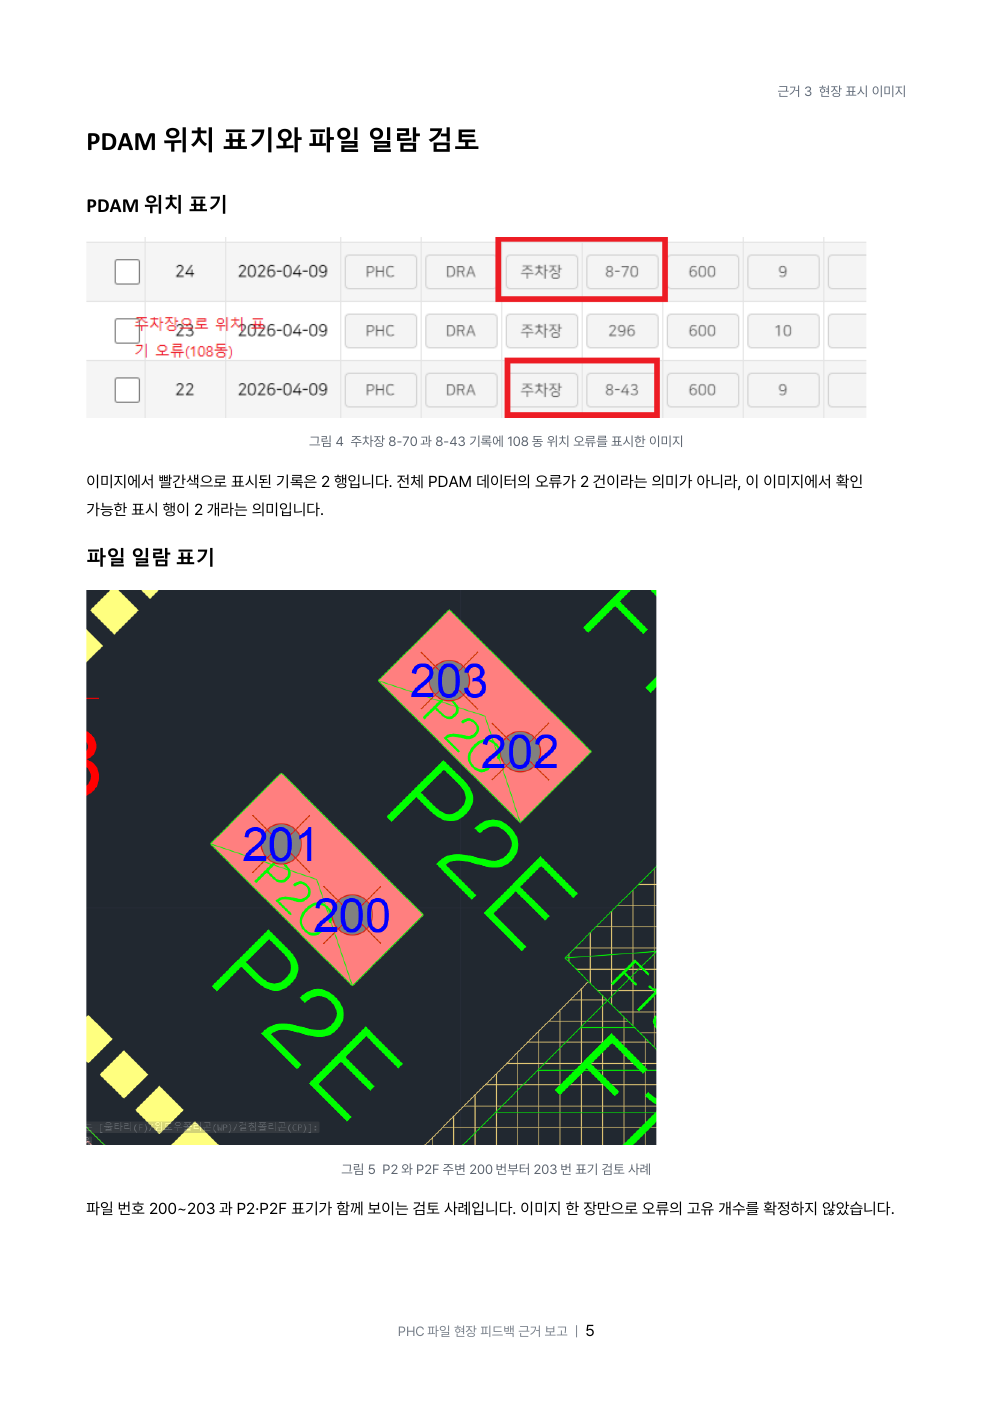 근거 3 현장 표시 이미지
PDAM 위치 표기와 파일 일람 검토
PDAM 위치 표기
24 2026-04-09 PHC DRA 주차장 8-70 600 9
23 2026-04-09 PHC DRA 주차장 296 600 10
주차장으로 위치 표
기 오류(108동)
22 2026-04-09 PHC DRA 주차장 8-43 600 9
그림 4 주차장 8-70 과 8-43 기록에 108 동 위치 오류를 표시한 이미지
이미지에서 빨간색으로 표시된 기록은 2 행입니다. 전체 PDAM 데이터의 오류가 2 건이라는 의미가 아니라, 이 이미지에서 확인
가능한 표시 행이 2 개라는 의미입니다.
파일 일람 표기
203
202
P2E
201
200
P2E
F
그림 5 P2 와 P2F 주변 200 번부터 203 번 표기 검토 사례
파일 번호 200~203 과 P2·P2F 표기가 함께 보이는 검토 사례입니다. 이미지 한 장만으로 오류의 고유 개수를 확정하지 않았습니다.
PHC 파일 현장 피드백 근거 보고 | 5